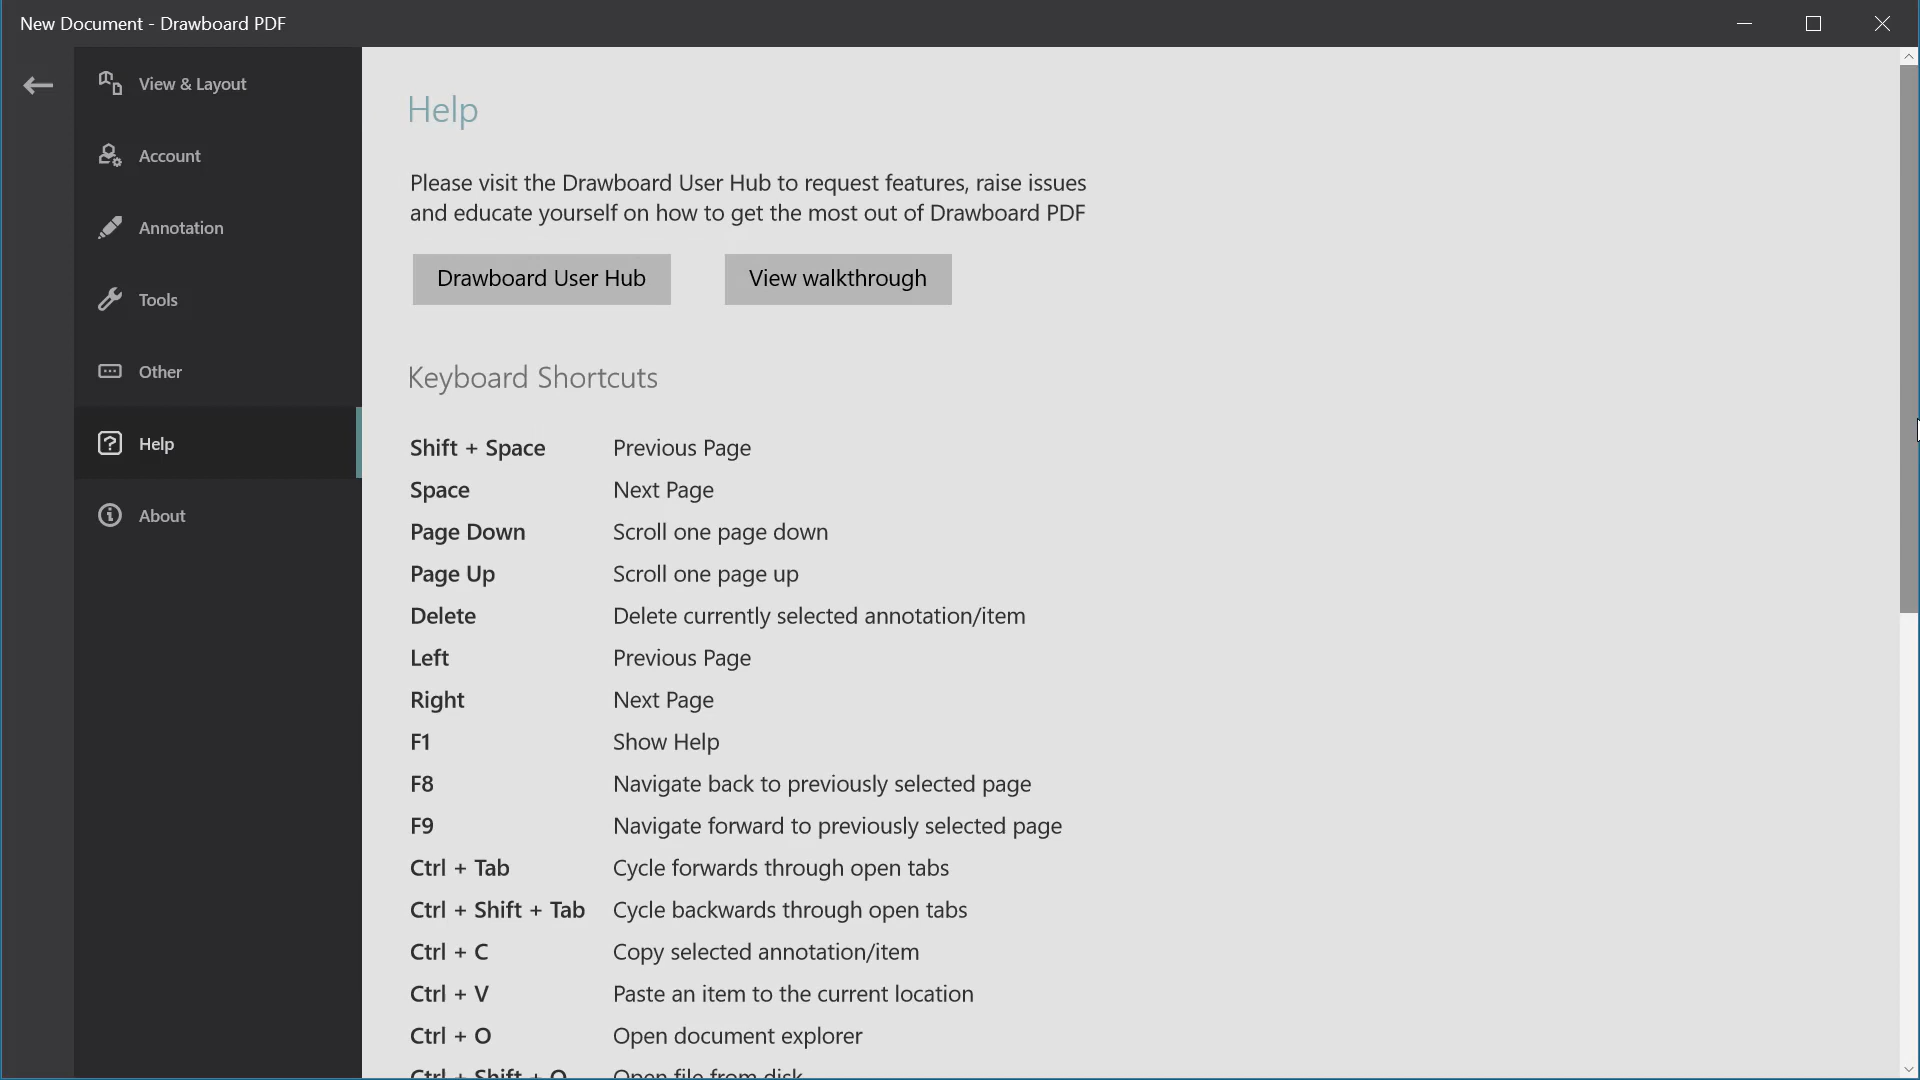 New Document - Drawboard PDF
View & Layout
Account
Annotation
Tools
Other
Help
About
Help
Please visit the Drawboard User Hub to request features, raise issues
and educate yourself on how to get the most out of Drawboard PDF
Drawboard User Hub
View walkthrough
Keyboard Shortcuts
Shift + Space Previous Page
Space Next Page
Page Down Scroll one page down
Page Up Scroll one page up
Delete Delete currently selected annotation/item
Left Previous Page
Right Next Page
F1 Show Help
F8 Navigate back to previously selected page
F9 Navigate forward to previously selected page
Ctrl + Tab Cycle forwards through open tabs
Ctrl + Shift + Tab Cycle backwards through open tabs
Ctrl + C Copy selected annotation/item
Ctrl + V Paste an item to the current location
Ctrl + O Open document explorer
Ctrl + Shift + O Open file from disk